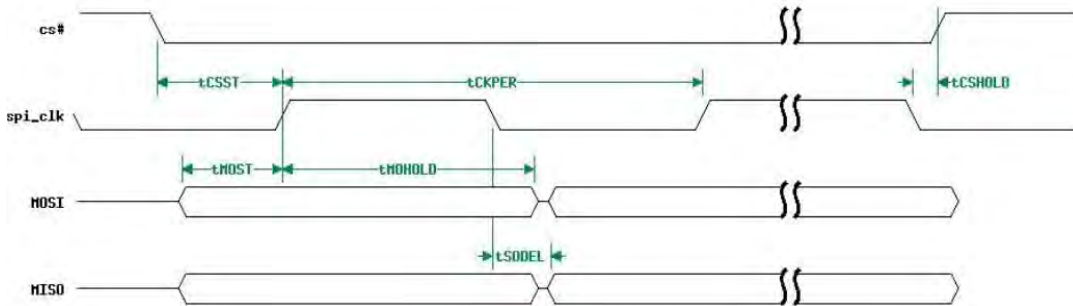 cs#
tCSST
tCKPER
tCSHOLD
spi_clk
tMOST
tMOHOLD
MOSI
tSODEL
MISO